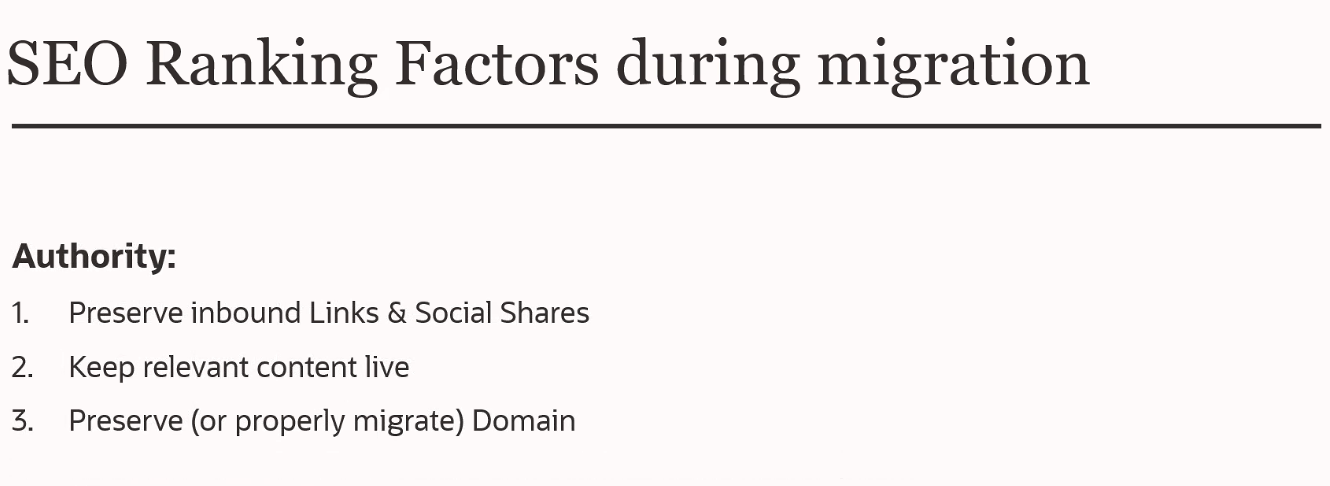 SEO Ranking Factors during migration
Authority:
1. Preserve inbound Links & Social Shares
2. Keep relevant content live
3. Preserve (or properly migrate) Domain